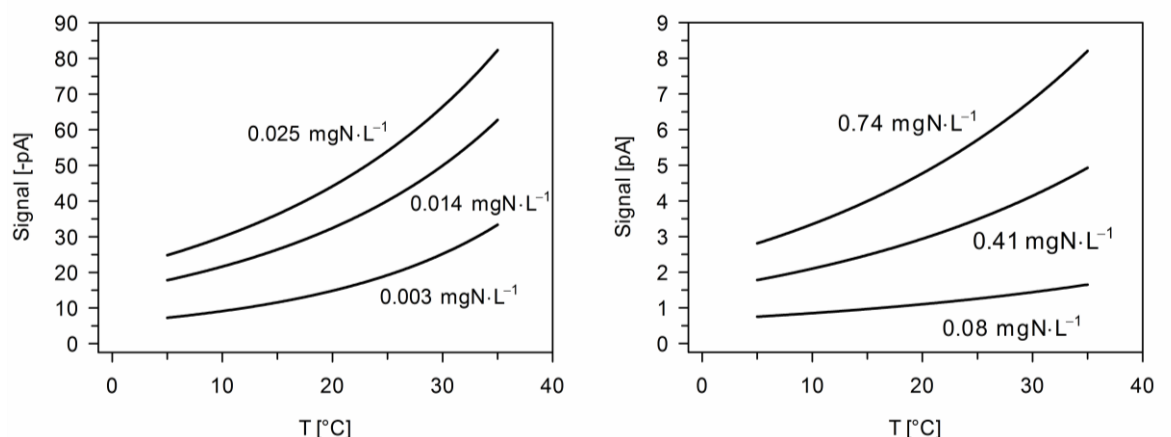 90
80
70
60
50
40
30
20
10
0
Signal [-pA]
0.025 mgN·L⁻¹
0.014 mgN·L⁻¹
0.003 mgN·L⁻¹
0 10 20 30 40
T [°C]
9
8
7
6
5
4
3
2
1
0
Signal [pA]
0.74 mgN·L⁻¹
0.41 mgN·L⁻¹
0.08 mgN·L⁻¹
0 10 20 30 40
T [°C]